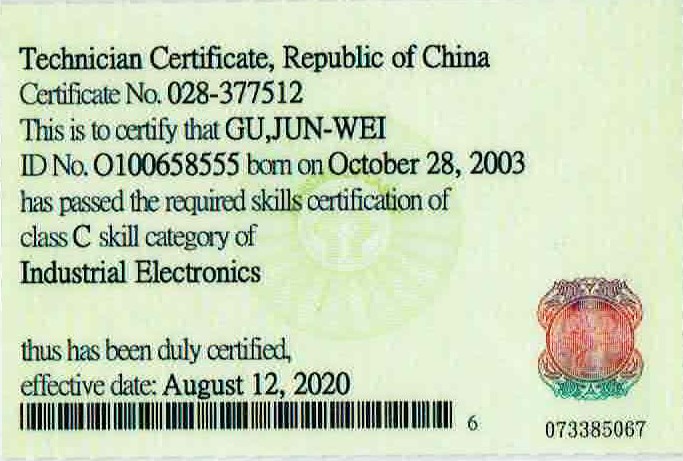 Technician Certificate, Republic of China
Certificate No. 028-377512
This is to certify that GU,JUN-WEI
ID No. O100658555 born on October 28, 2003
has passed the required skills certification of
class C skill category of
Industrial Electronics
thus has been duly certified,
effective date: August 12, 2020
6
073385067